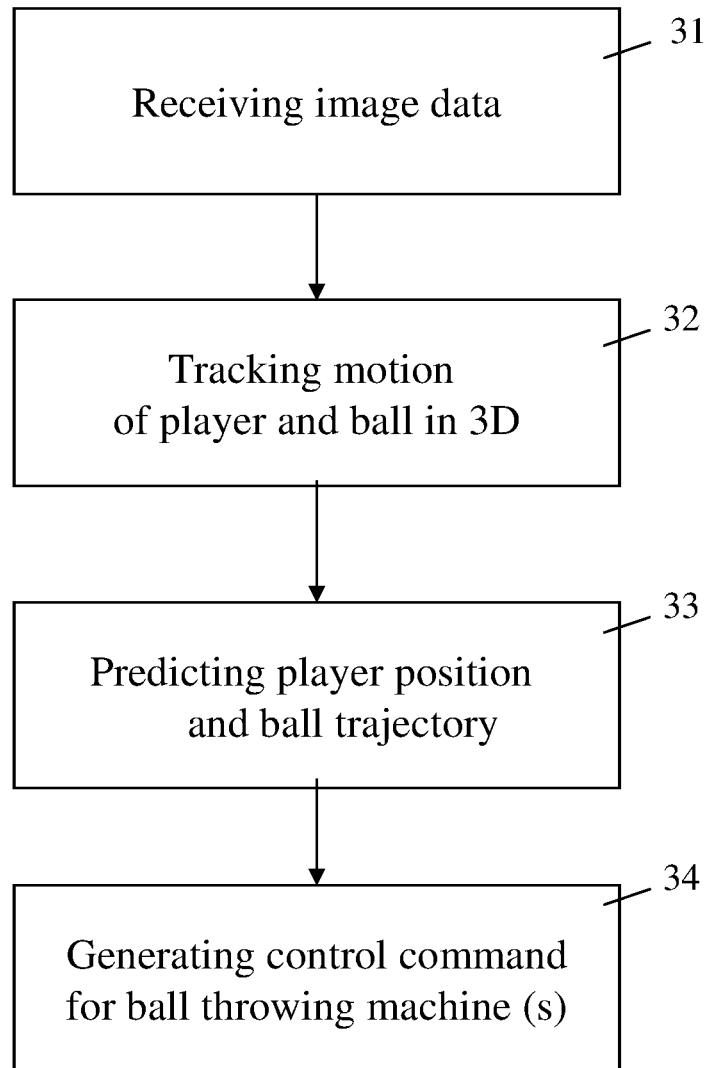 31
Receiving image data
32
Tracking motion
of player and ball in 3D
33
Predicting player position
and ball trajectory
34
Generating control command
for ball throwing machine (s)